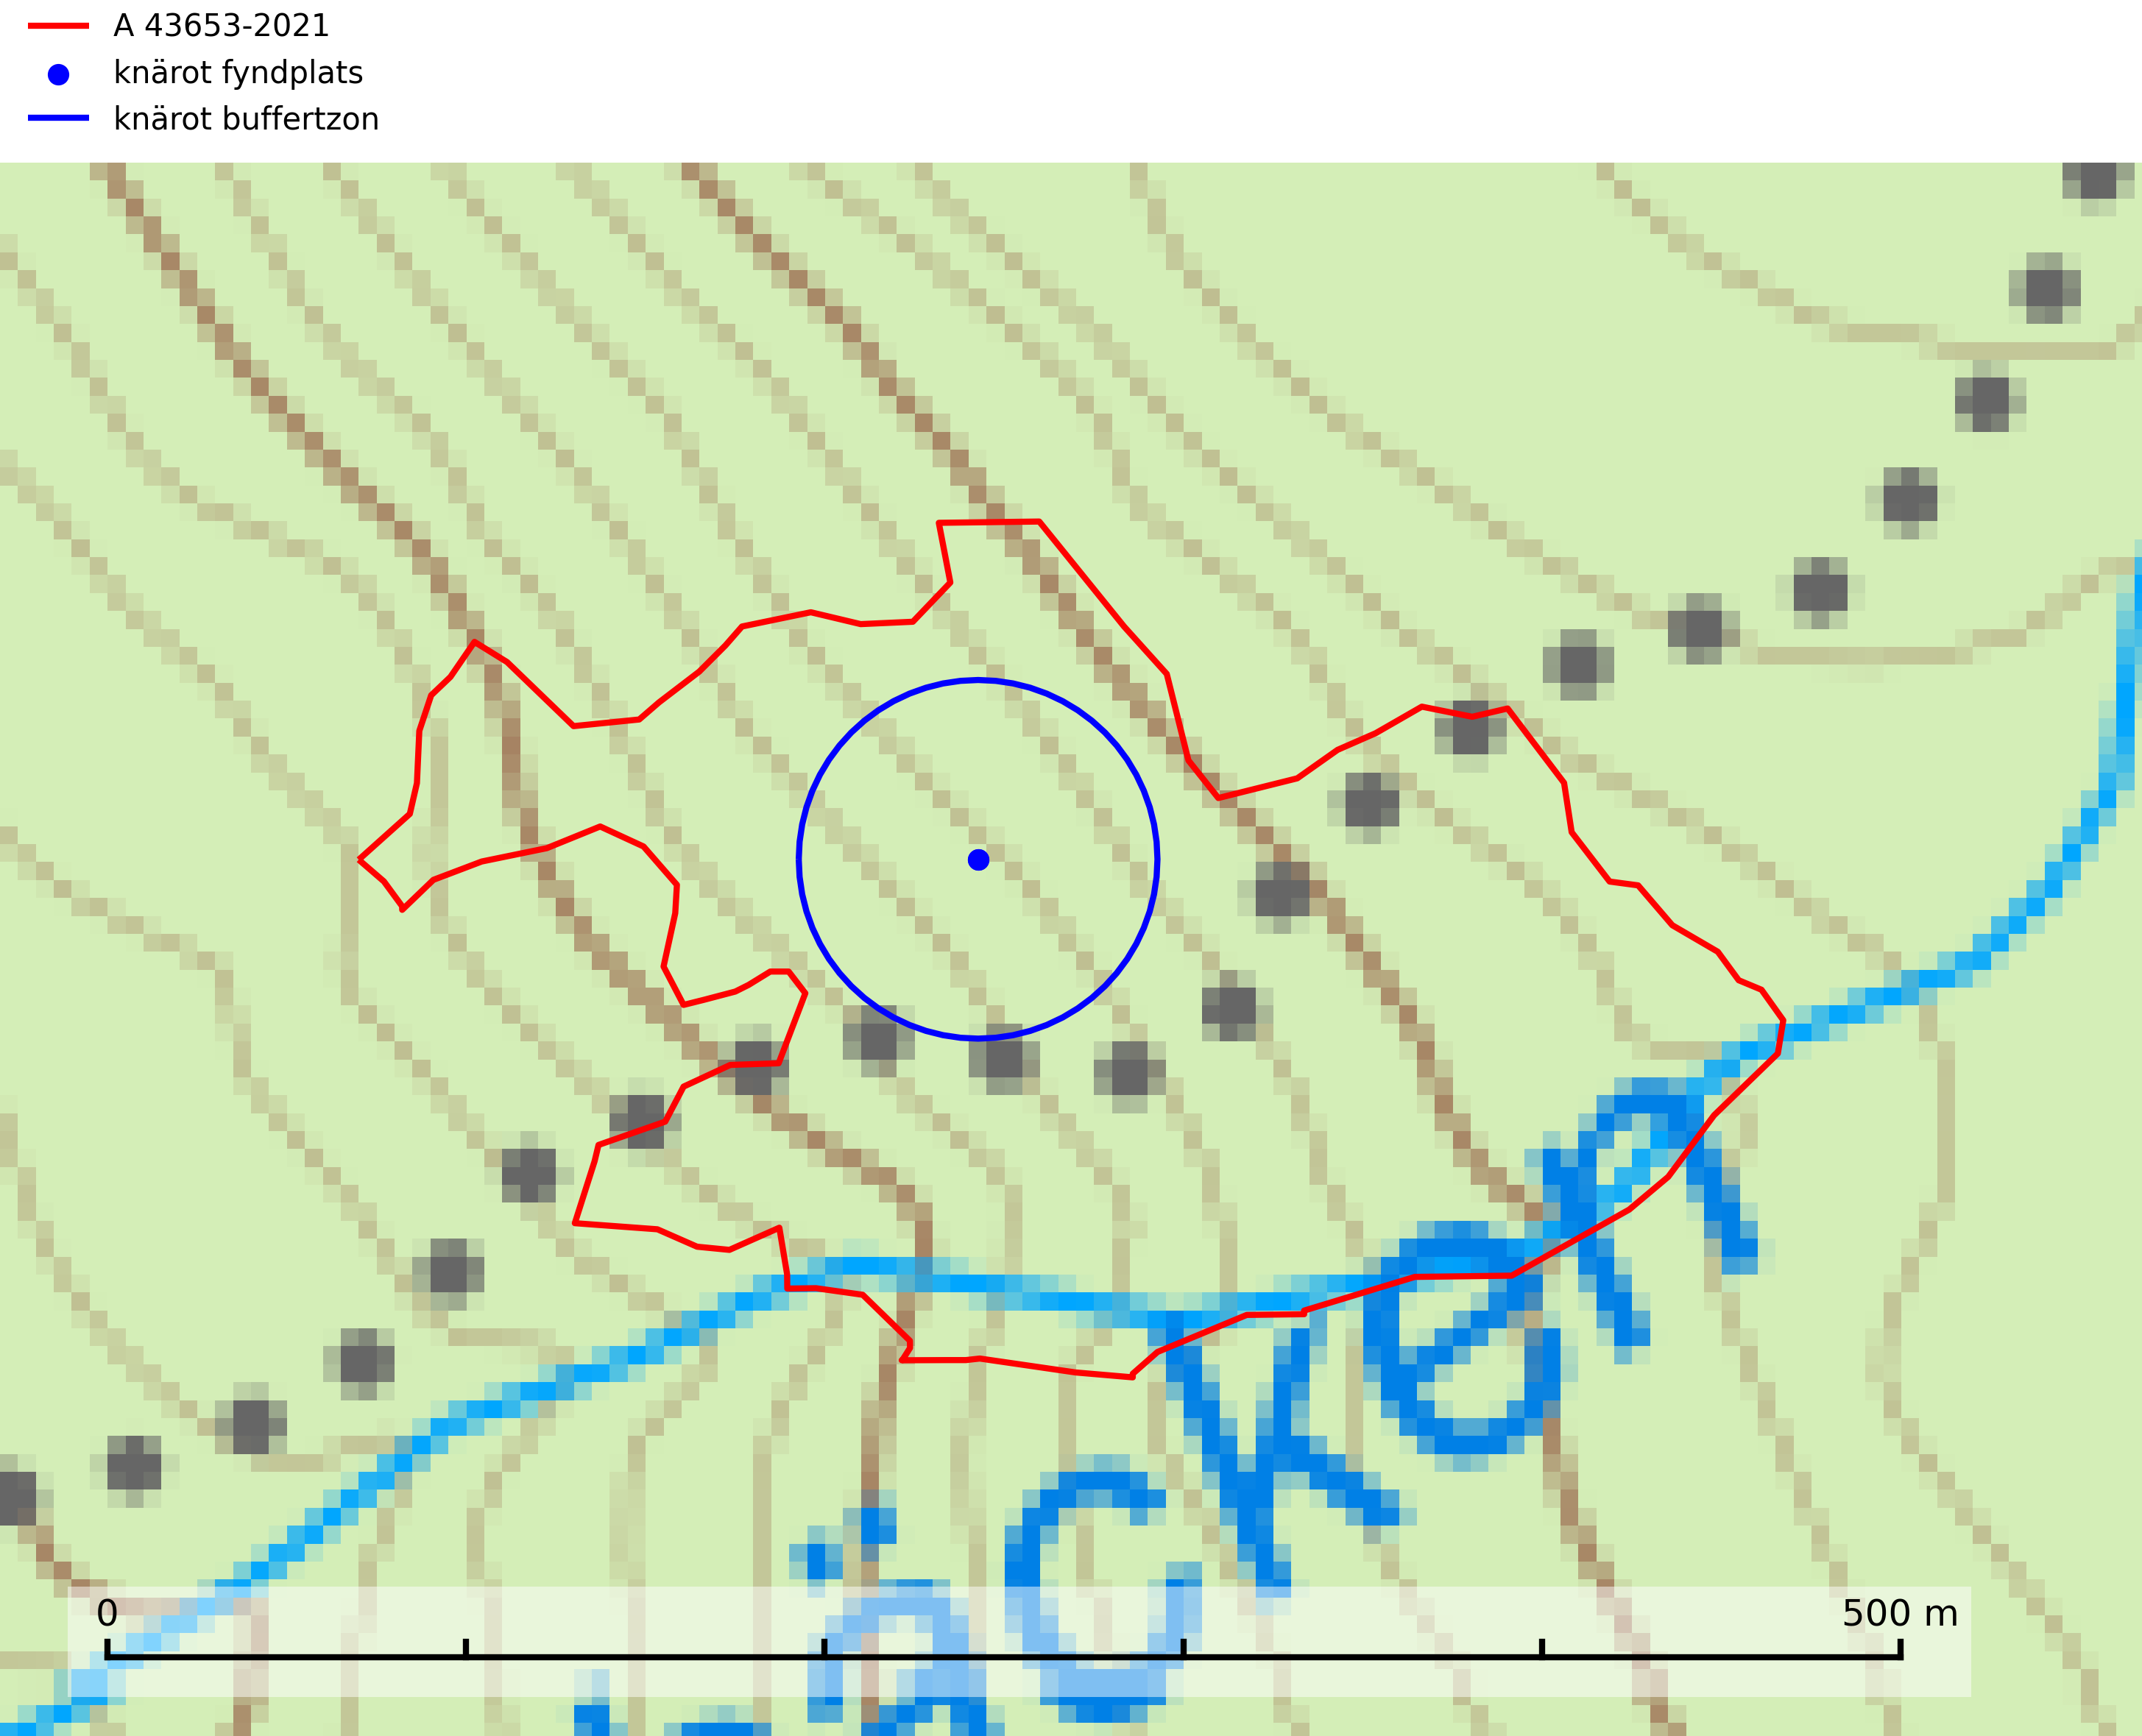 A 43653-2021
knärot fyndplats
knärot buffertzon
0 500 m